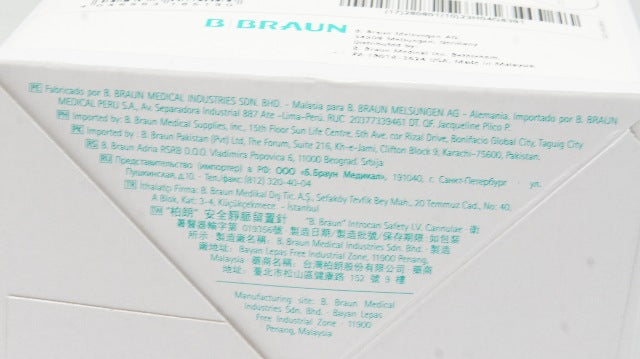 B BRAUN
B. Braun Melsungen AG
34209 Melsungen, Germany
Distributed by:
B. Braun Medical Inc. Bethlehem,
PA 18018-3524 USA. Made in Malaysia
PE Fabricado por B. BRAUN MEDICAL INDUSTRIES SDN. BHD. - Malasia para B. BRAUN MELSUNGEN AG - Alemania, Importado por B. BRAUN
MEDICAL PERU S.A., Av. Separadora Industrial 887 Ate -Lima-Perú. RUC 20377339461 DT QF. Jacqueline Plico P.
PH Imported by: B. Braun Medical Supplies, Inc., 15th Floor Sun Life Centre, 5th Ave. cor Rizal Drive, Bonifacio Global City, Taguig City
PK Imported by : B. Braun Pakistan (Pvt) Ltd, The Forum, Suite 216, Kh-e-Jami, Clifton Block 9, Karachi-75600, Pakistan.
RS B. Braun Adria RSRB D.O.O. Vladimira Popovica 6, 11000 Beograd. Srbija
RU Представительство (импортер) в РФ: ООО «Б.Браун Медикал», 191040, г. Санкт-Петербург · ул.
Пушкинская, д.10. · Тел./факс: (812) 320-40-04
TR İthalatçı Firma: B. Braun Medikal Dış Tic. A.Ş., Sefaköy Tevfik Bey Mah., 20 Temmuz Cad., No: 40,
A Blok, Kat: 3-4, Küçükçekmece - İstanbul
TW "柏朗" 安全靜脈留置針 "B. Braun" Introcan Safety I.V. Cannulae · 衛
署醫器輸字第 019356號 製造日期/製造批號/保存期限 如包裝
所示 製造廠名稱: B. Braun Medical Industries Sdn. Bhd · 製造
廠地址: Bayan Lepas Free Industrial Zone, 11900 Penang,
Malaysia · 藥商名稱: 台灣柏朗股份有限公司 · 藥商
地址: 臺北市松山區健康路 152 號 9 樓
Manufacturing site: B. Braun Medical
Industries Sdn. Bhd · Bayan Lepas
Free Industrial Zone · 11900
Penang, Malaysia